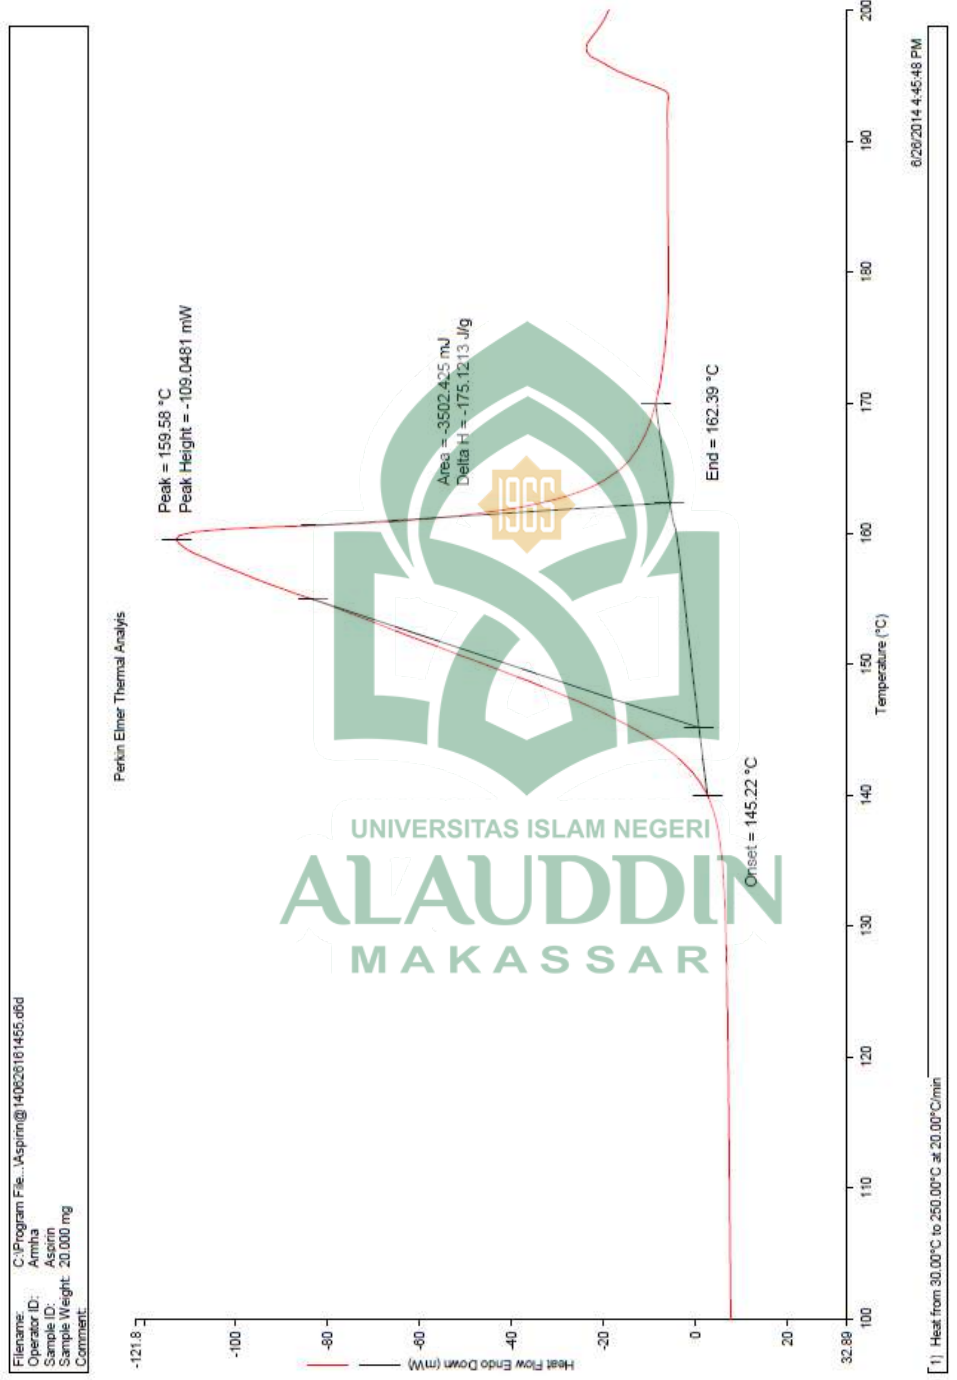 Filename: C:\Program File...\Aspirin@140626161455.d6d
Operator ID: Armha
Sample ID: Aspirin
Sample Weight: 20.000 mg
Comment:
Perkin Elmer Thermal Analyis
Peak = 159.58 °C
Peak Height = -109.0481 mW
Area = -3502.425 mJ
Delta H = -175.1213 J/g
End = 162.39 °C
Onset = 145.22 °C
Heat Flow Endo Down (mW)
-121.8
-100
-80
-60
-40
-20
0
20
32.89
100 110 120 130 140 150 160 170 180 190 200
Temperature (°C)
1965
UNIVERSITAS ISLAM NEGERI
ALAUDDIN
MAKASSAR
6/26/2014 4:45:48 PM
1) Heat from 30.00°C to 250.00°C at 20.00°C/min